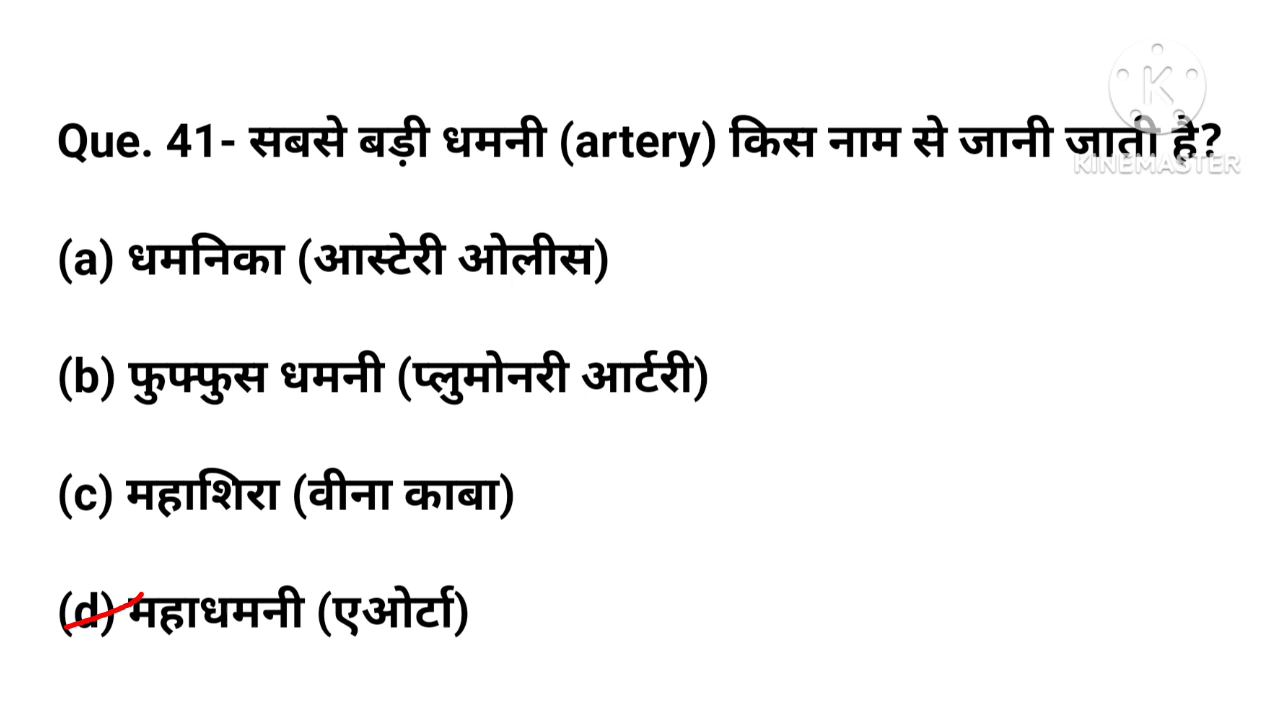 Que. 41- सबसे बड़ी धमनी (artery) किस नाम से जानी जाती है?
KINEMASTER
(a) धमनिका (आस्टेरी ओलीस)
(b) फुफ्फुस धमनी (प्लुमोनरी आर्टरी)
(c) महाशिरा (वीना काबा)
(d) महाधमनी (एओर्टा)